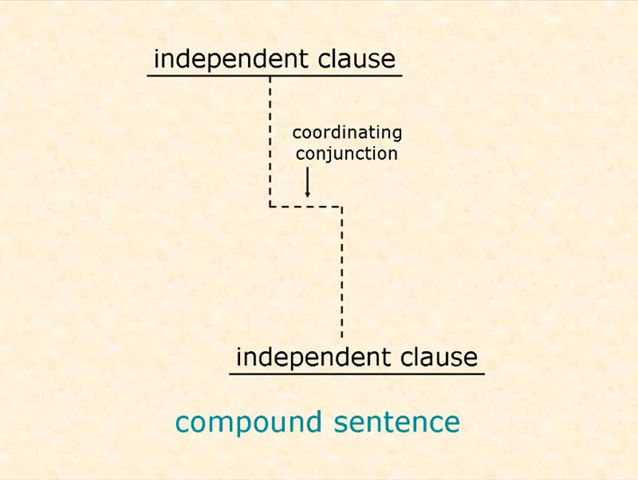 independent clause
coordinating
conjunction
independent clause
compound sentence